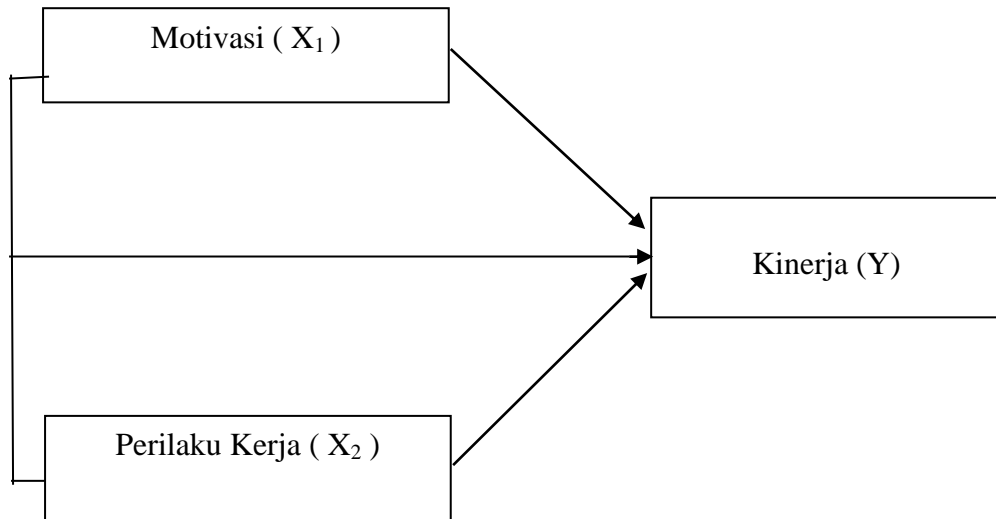 Motivasi ( X₁ )
Kinerja (Y)
Perilaku Kerja ( X₂ )